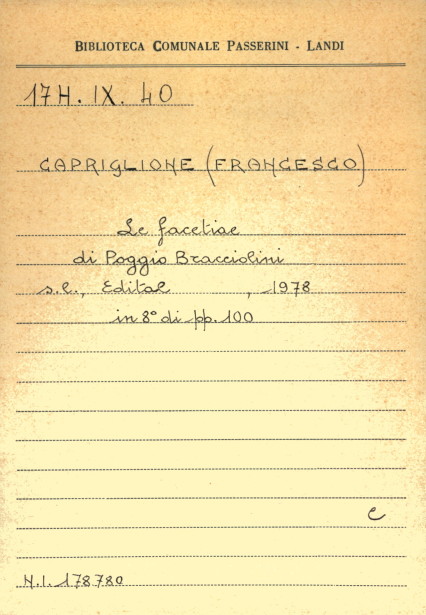 BIBLIOTECA COMUNALE PASSERINI - LANDI
17H. IX. 40
CAPRIGLIONE (FRANCESCO)
Le facetiae
di Poggio Bracciolini
s.l., Edital , 1978
in 8° di pp. 100
e
N.I. 178780